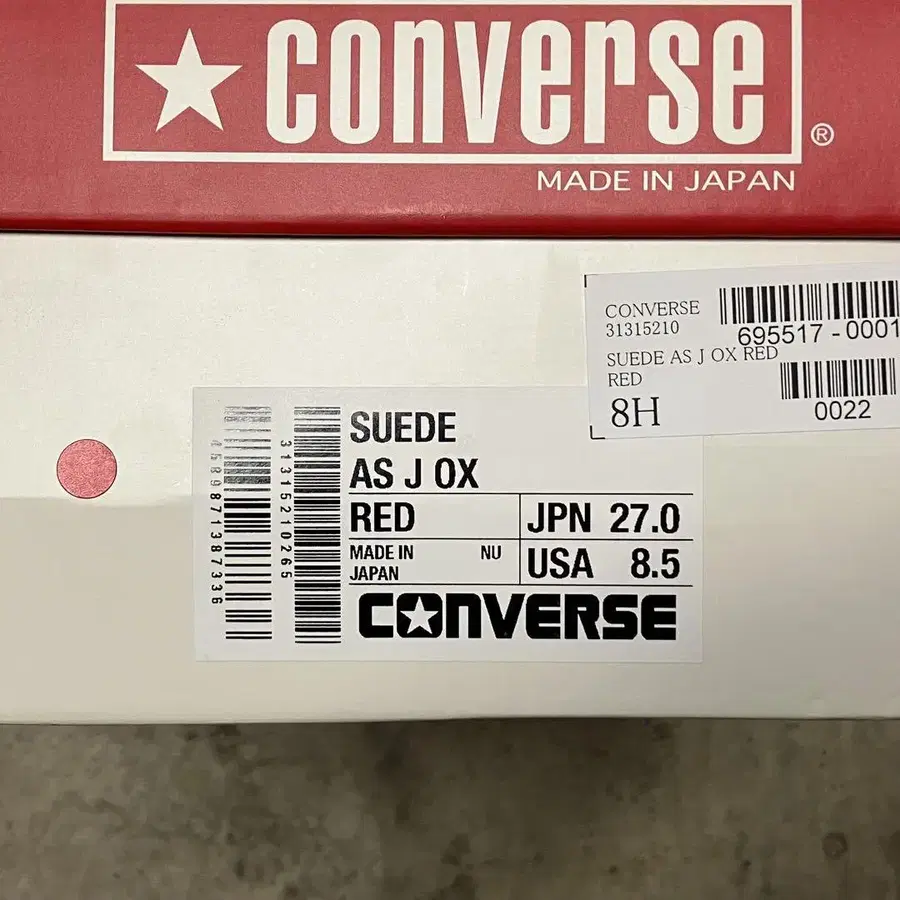 CONVERSE ®
MADE IN JAPAN
CONVERSE
31315210
695517-0001
SUEDE AS J OX RED
RED
8H
0022
SUEDE
AS J OX
RED
JPN 27.0
MADE IN NU
JAPAN
USA 8.5
CONVERSE
4589871387336
31315210265